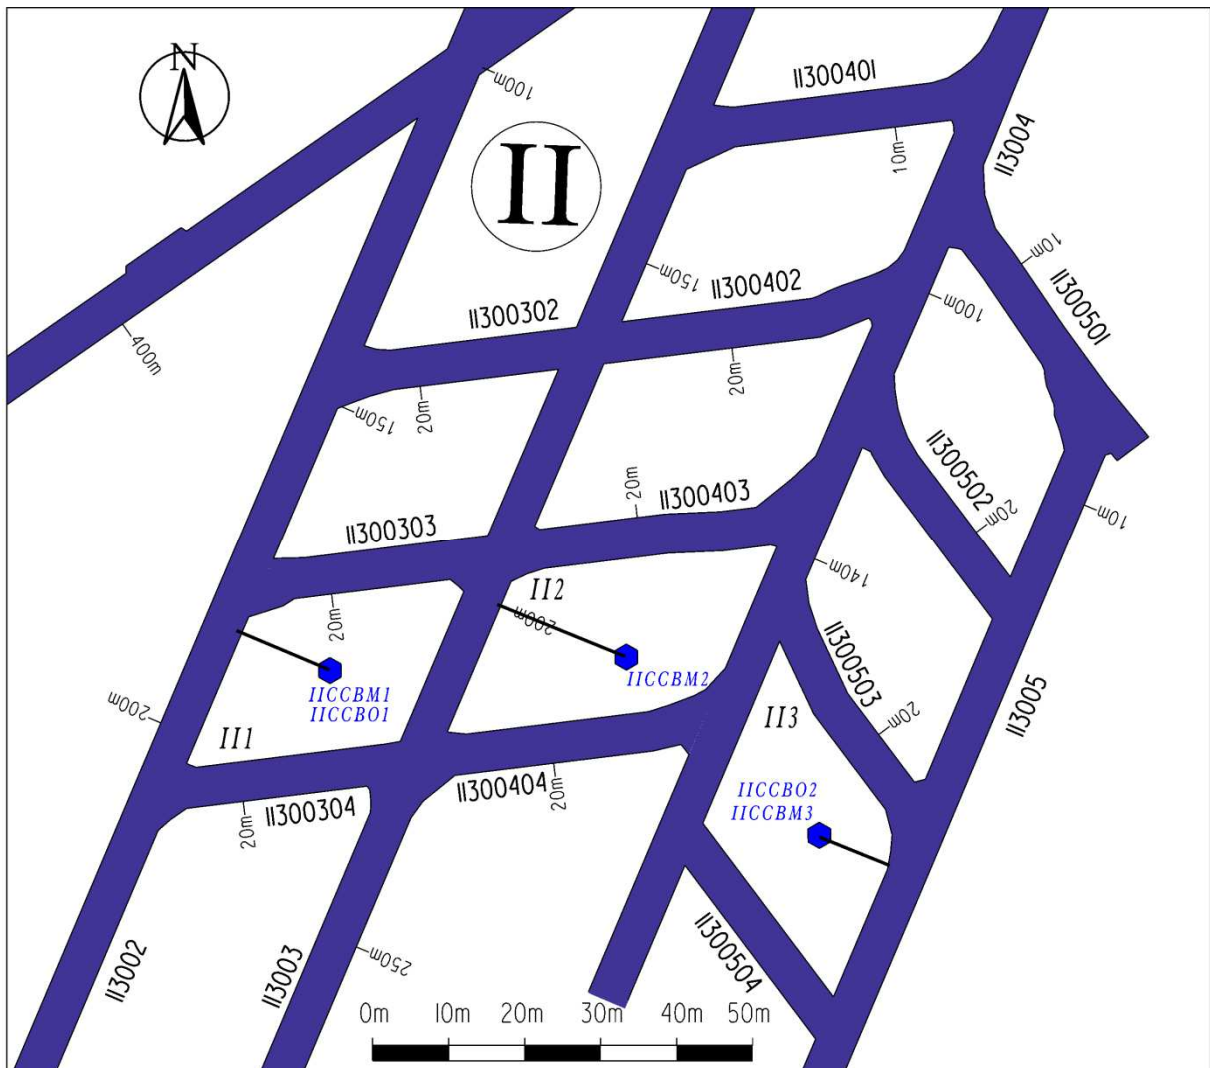 N
100m
II300401
10m
II3004
II
10m
II300501
150m
II300402
100m
400m
II300302
20m
20m
150m
II300502
20m
10m
20m
II300403
II300303
140m
II2
200m
20m
II300503
20m
II3005
IICCBM2
IICCBM1
IICCBO1
200m
II1
II3
II300404
20m
IICCBO2
IICCBM3
II300304
20m
II300504
250m
II3002
II3003
0m 10m 20m 30m 40m 50m